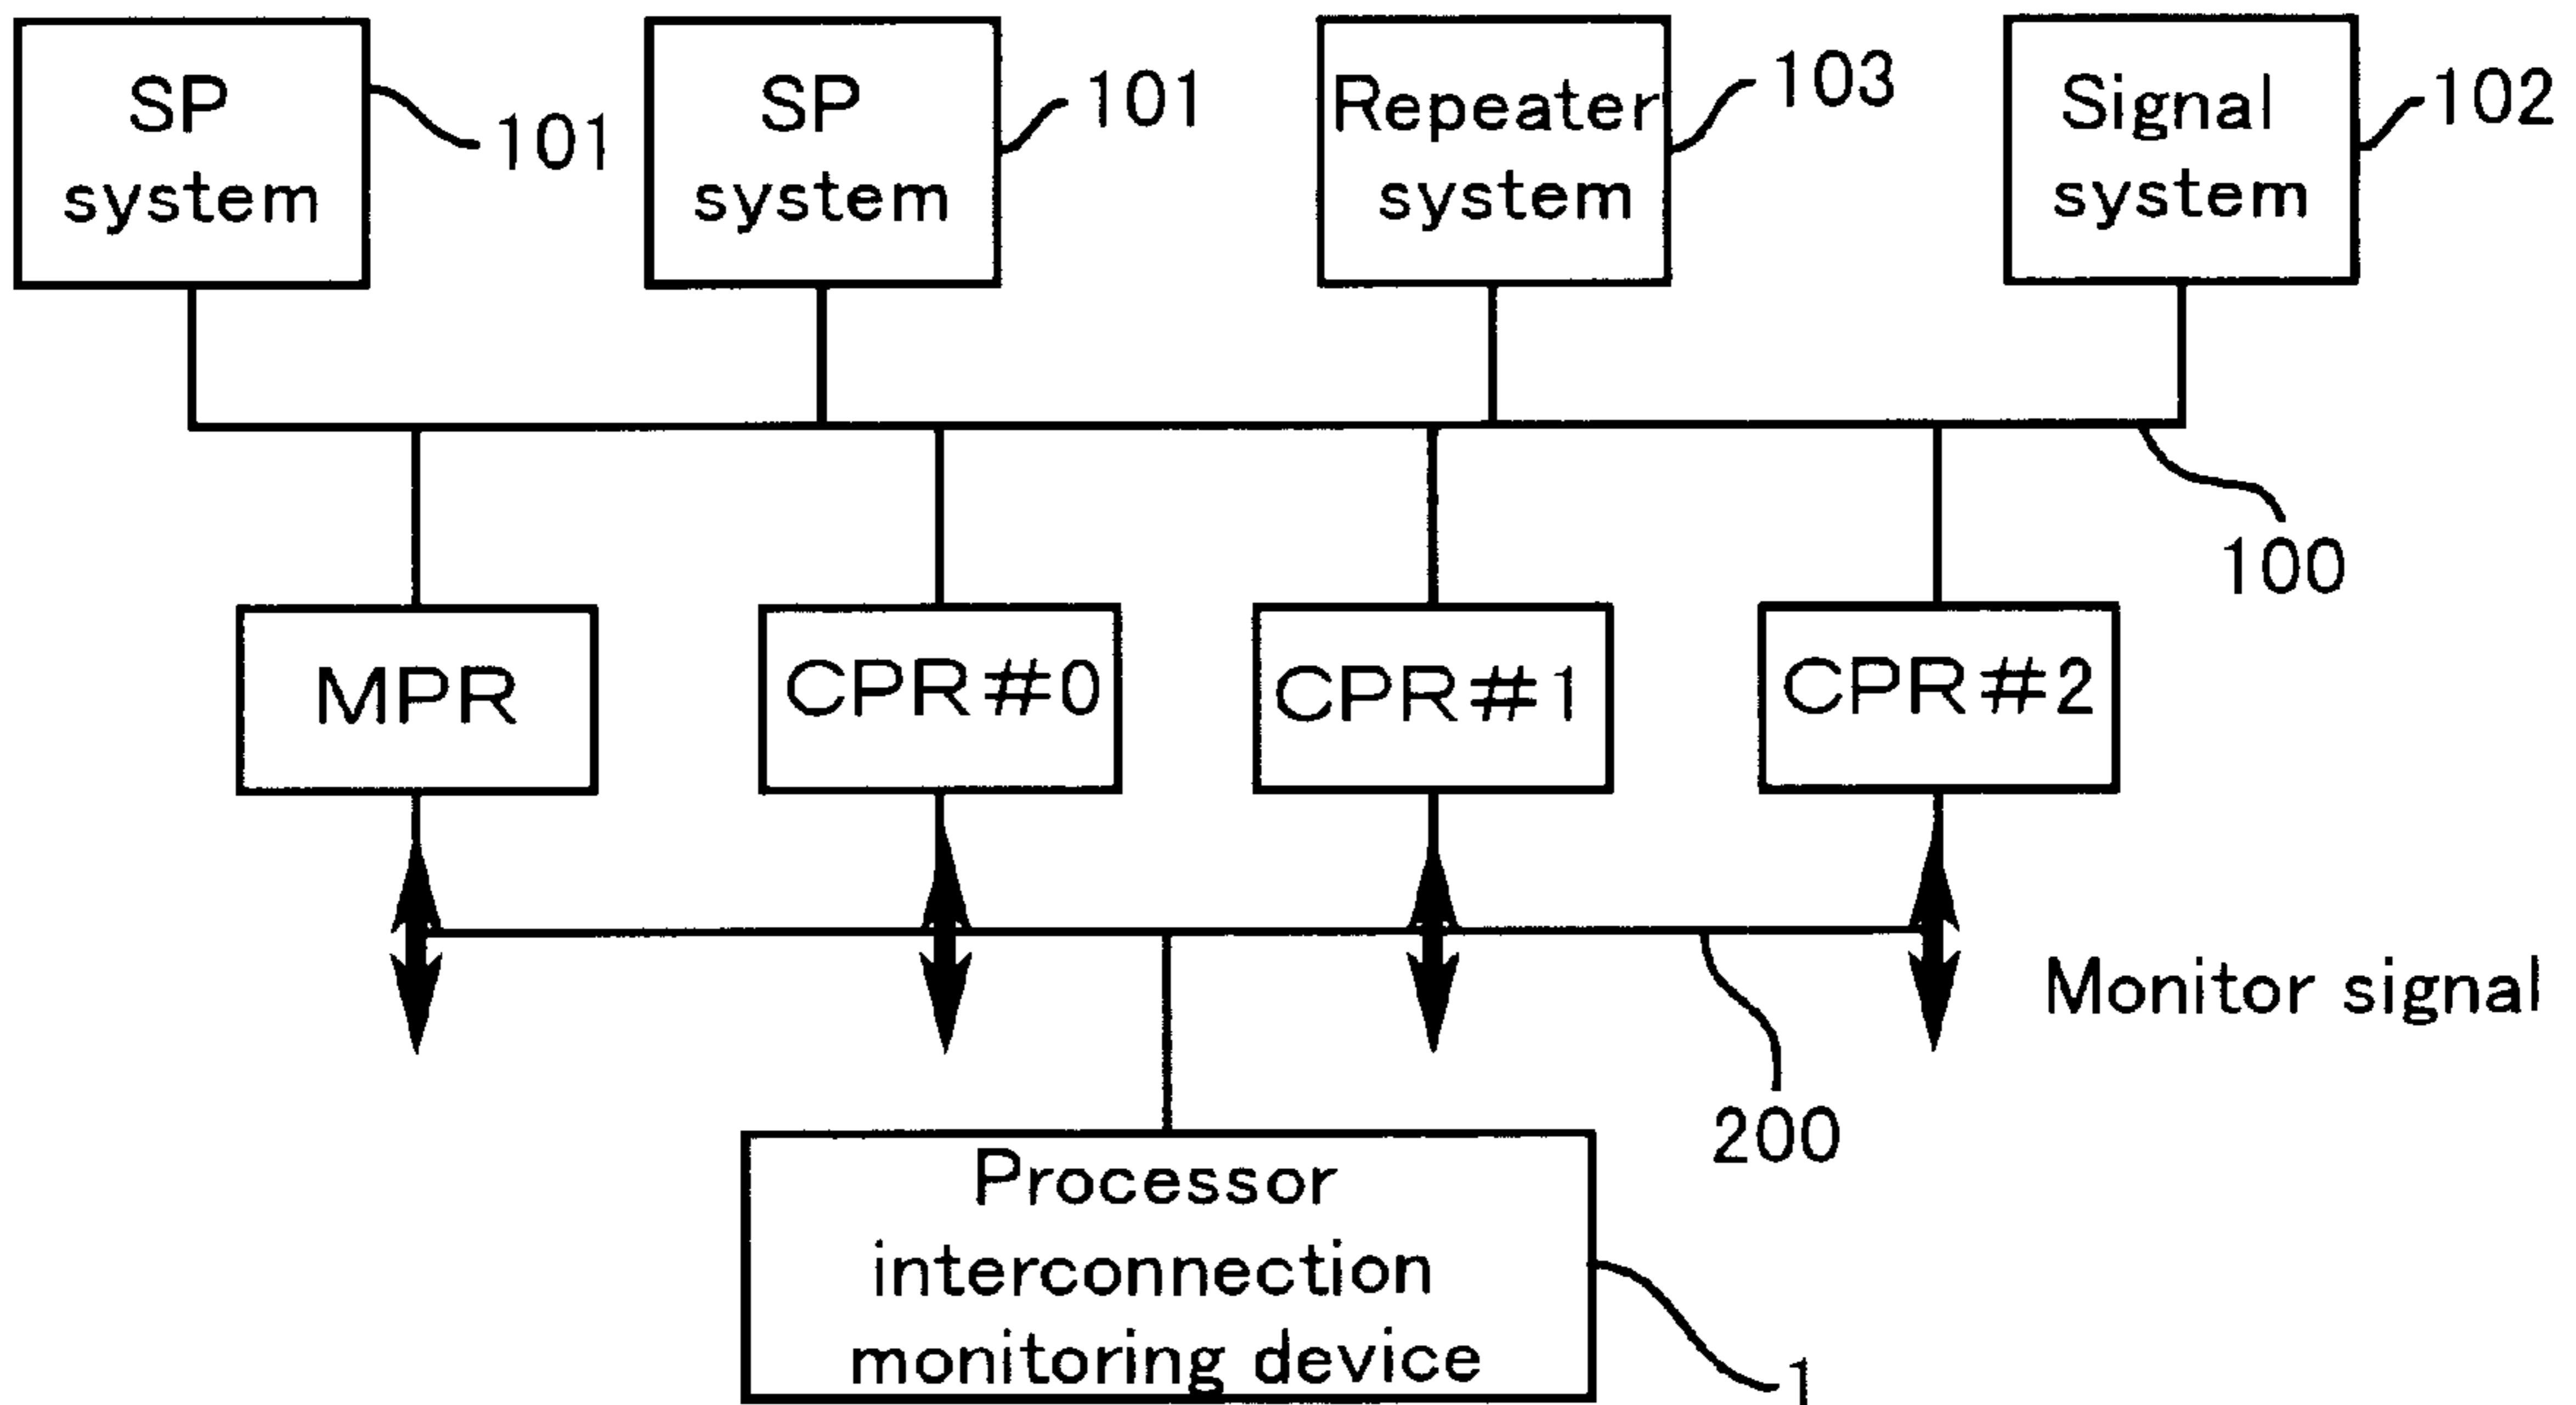 SP
system
101
SP
system
101
Repeater
system
103
Signal
system
102
100
MPR
CPR#0
CPR#1
CPR#2
Monitor signal
200
Processor
interconnection
monitoring device
1